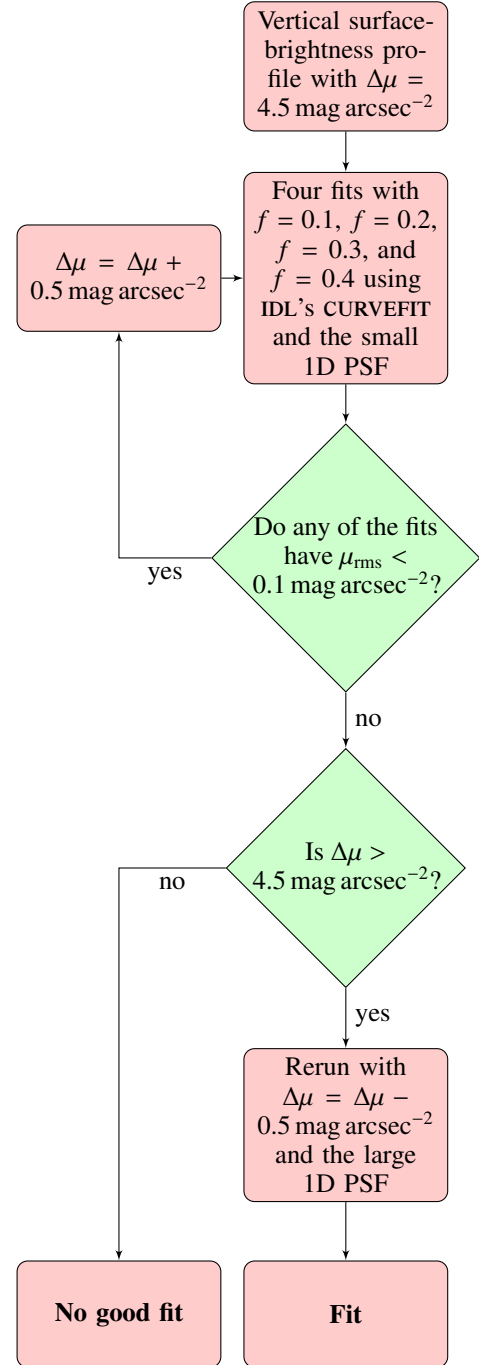 Vertical surface-
brightness pro-
file with Δμ =
4.5 mag arcsec⁻²
Four fits with
f = 0.1, f = 0.2,
f = 0.3, and
f = 0.4 using
IDL's CURVEFIT
and the small
1D PSF
Δμ = Δμ +
0.5 mag arcsec⁻²
Do any of the fits
have μrms <
0.1 mag arcsec⁻²?
yes
no
Is Δμ >
4.5 mag arcsec⁻²?
no
yes
Rerun with
Δμ = Δμ −
0.5 mag arcsec⁻²
and the large
1D PSF
No good fit
Fit